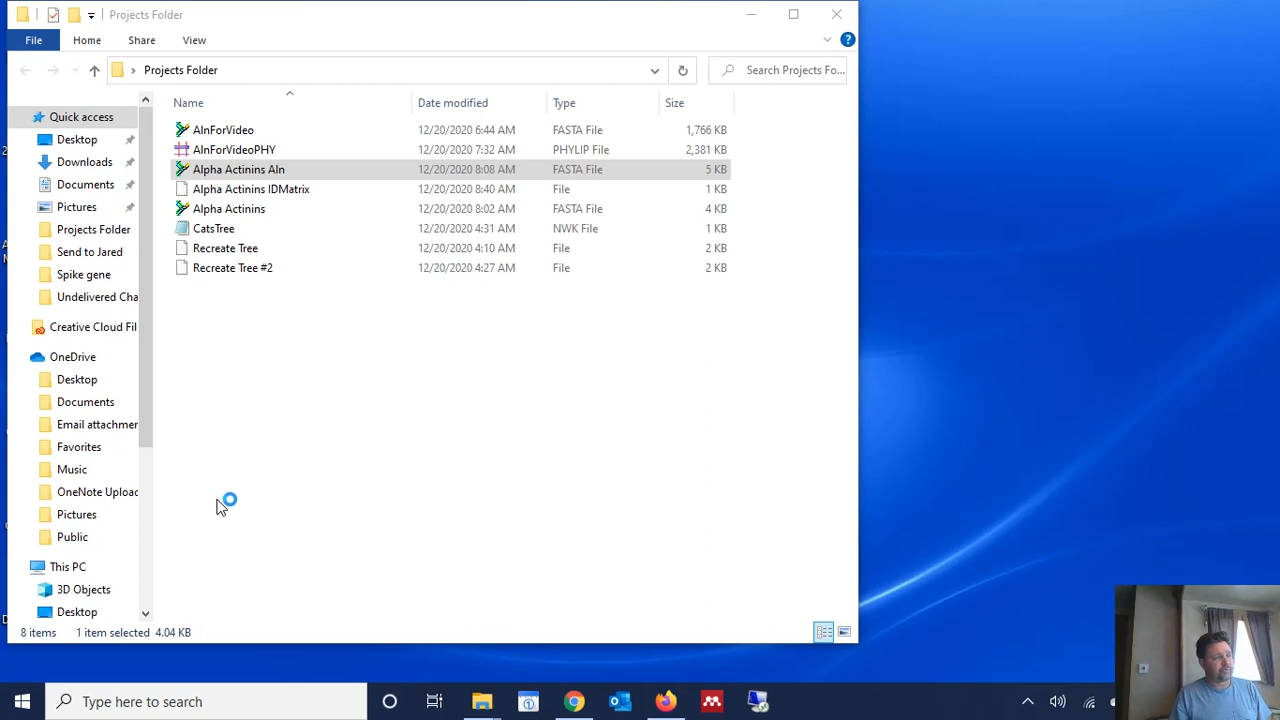 Projects Folder
File Home Share View
Projects Folder
Search Projects Fo...
Name Date modified Type Size
Quick access
Desktop
Downloads
Documents
Pictures
Projects Folder
Send to Jared
Spike gene
Undelivered Cha
Creative Cloud Fil
OneDrive
Desktop
Documents
Email attachmer
Favorites
Music
OneNote Uploac
Pictures
Public
This PC
3D Objects
Desktop
AlnForVideo 12/20/2020 6:44 AM FASTA File 1,766 KB
AlnForVideoPHY 12/20/2020 7:32 AM PHYLIP File 2,381 KB
Alpha Actinins Aln 12/20/2020 8:08 AM FASTA File 5 KB
Alpha Actinins IDMatrix 12/20/2020 8:40 AM File 1 KB
Alpha Actinins 12/20/2020 8:02 AM FASTA File 4 KB
CatsTree 12/20/2020 4:31 AM NWK File 1 KB
Recreate Tree 12/20/2020 4:10 AM File 2 KB
Recreate Tree #2 12/20/2020 4:27 AM File 2 KB
8 items 1 item selected 4.04 KB
Type here to search